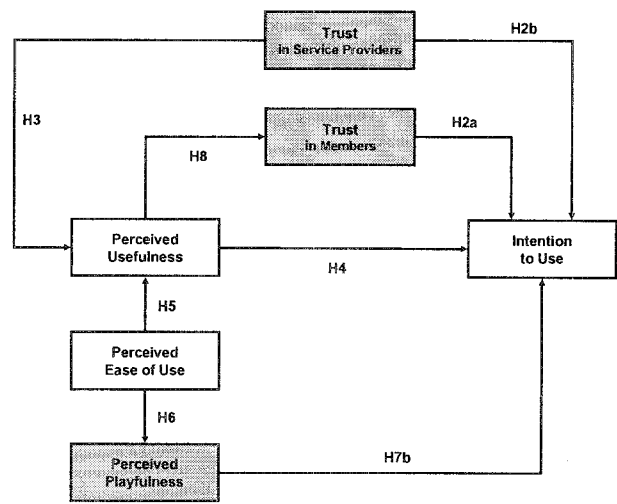 Trust
in Service Providers
H2b
H3
Trust
in Members
H2a
H8
Perceived
Usefulness
H4
Intention
to Use
H5
Perceived
Ease of Use
H6
Perceived
Playfulness
H7b